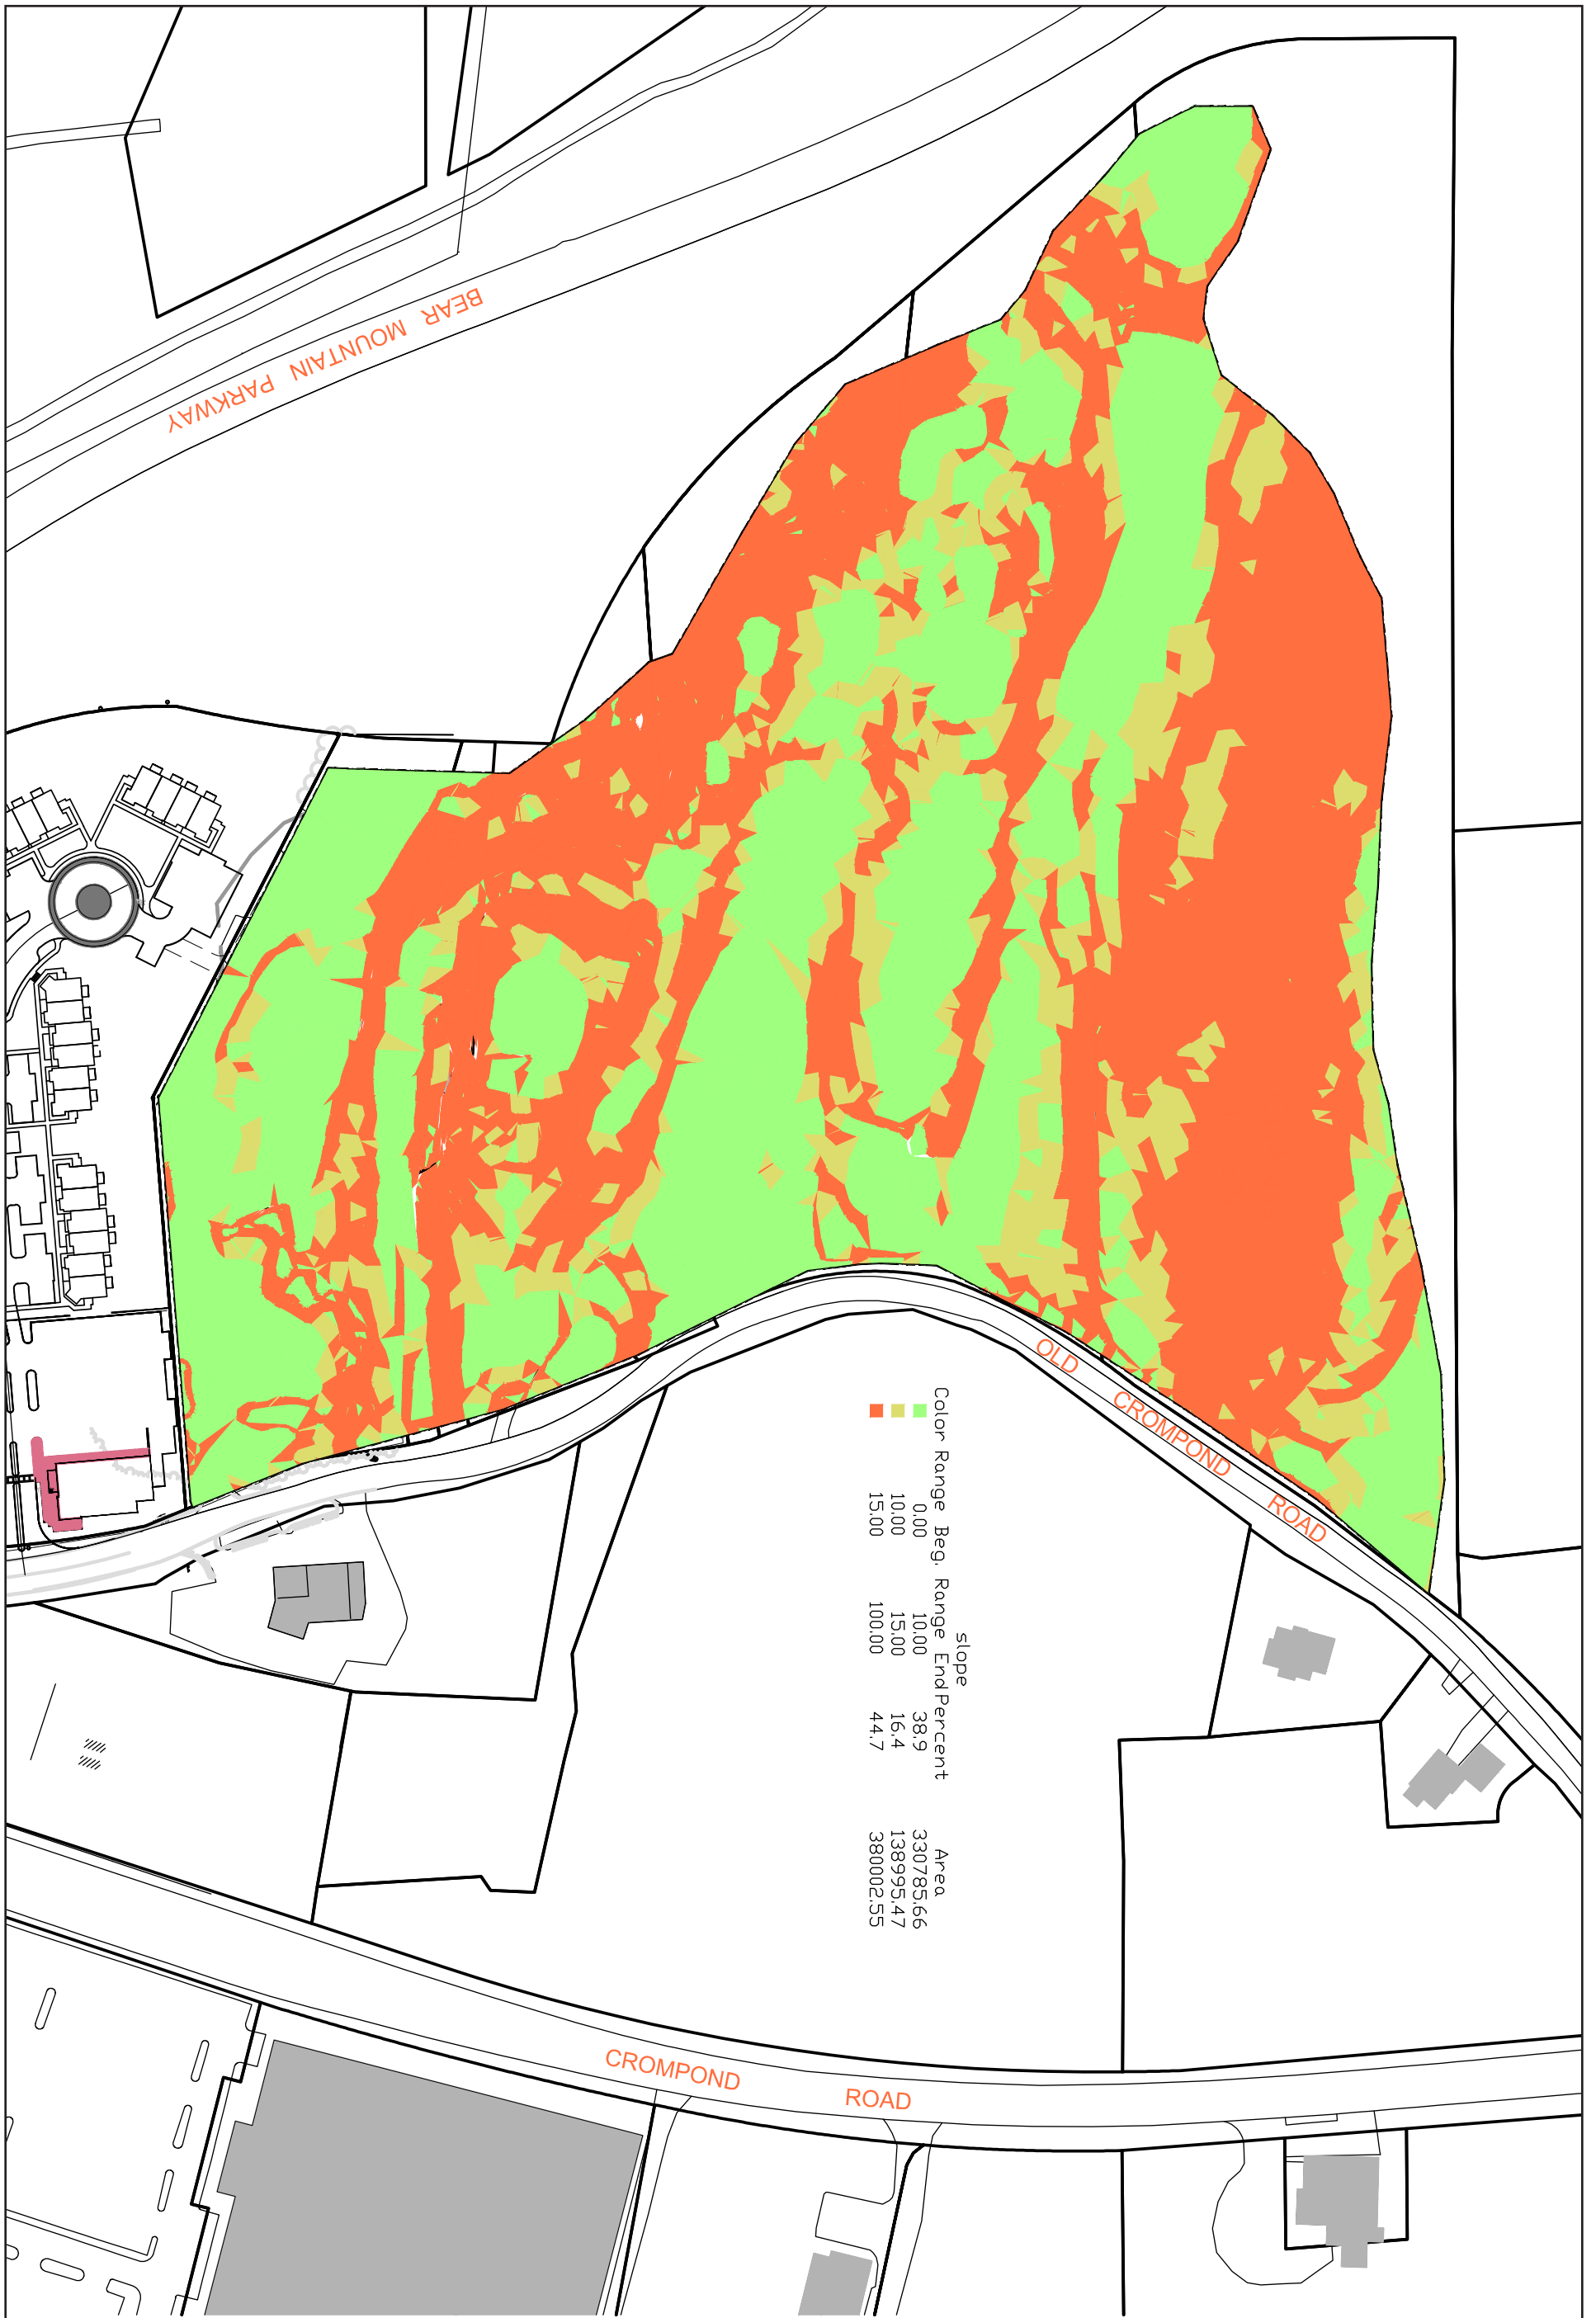 BEAR MOUNTAIN PARKWAY
OLD CROMPOND ROAD
slope
Color Range Beg. Range End Percent Area
0.00 10.00 38.9 330785.66
10.00 15.00 16.4 138995.47
15.00 100.00 44.7 380002.55
CROMPOND ROAD